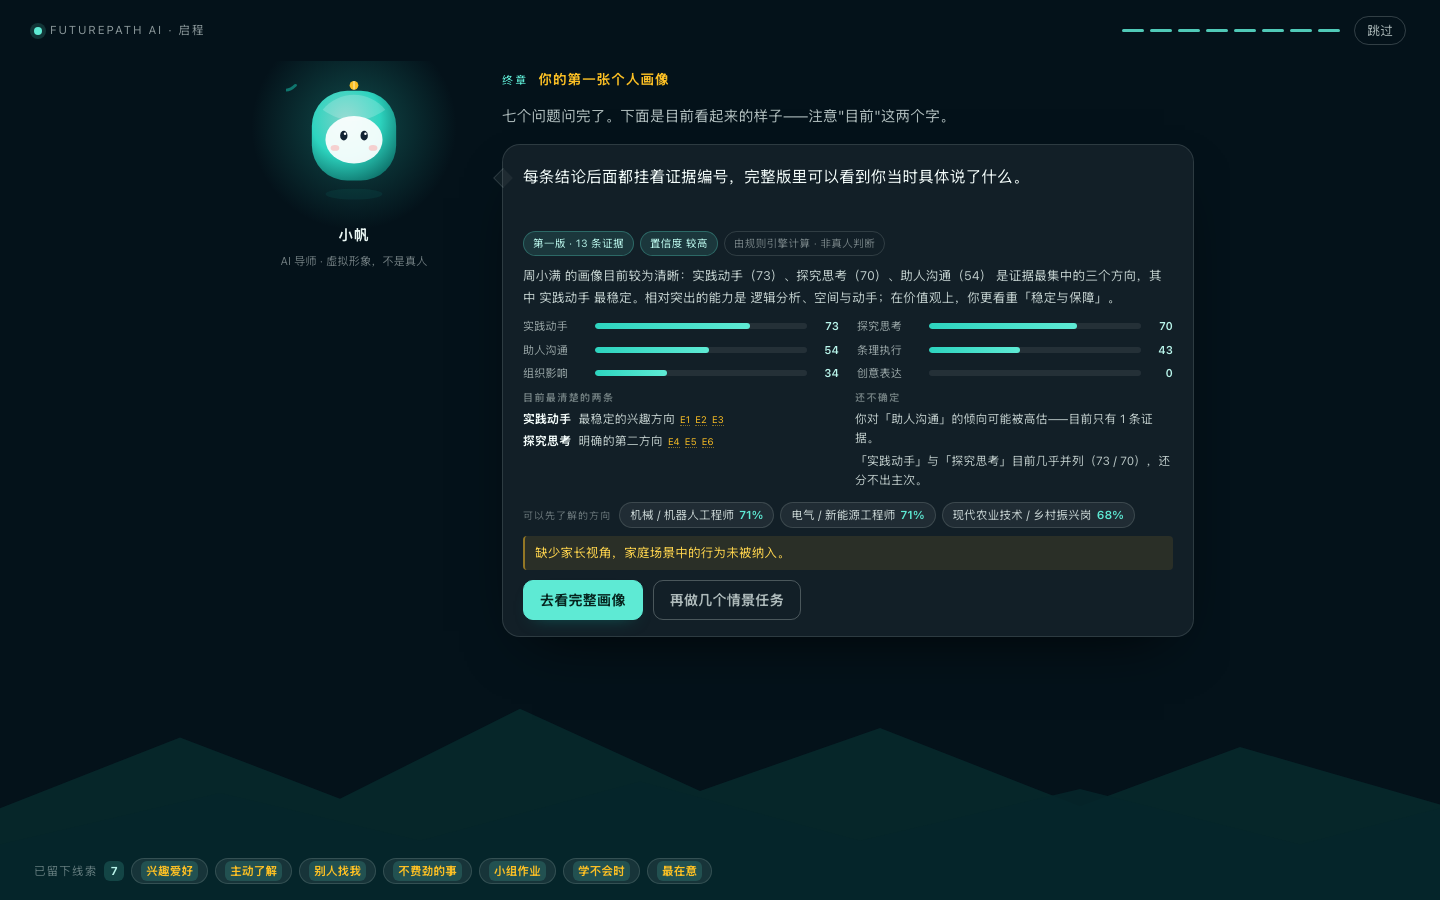 FUTUREPATH AI · 启程
跳过
终章 你的第一张个人画像
七个问题问完了。下面是目前看起来的样子——注意"目前"这两个字。
每条结论后面都挂着证据编号，完整版里可以看到你当时具体说了什么。
小帆
AI 导师 · 虚拟形象，不是真人
第一版 · 13 条证据 置信度 较高 由规则引擎计算 · 非真人判断
周小满 的画像目前较为清晰：实践动手（73）、探究思考（70）、助人沟通（54） 是证据最集中的三个方向，其
中 实践动手 最稳定。相对突出的能力是 逻辑分析、空间与动手；在价值观上，你更看重「稳定与保障」。
实践动手 73 探究思考 70
助人沟通 54 条理执行 43
组织影响 34 创意表达 0
目前最清楚的两条
实践动手 最稳定的兴趣方向 E1 E2 E3
探究思考 明确的第二方向 E4 E5 E6
还不确定
你对「助人沟通」的倾向可能被高估——目前只有 1 条证
据。
「实践动手」与「探究思考」目前几乎并列（73 / 70），还
分不出主次。
可以先了解的方向 机械 / 机器人工程师 71% 电气 / 新能源工程师 71% 现代农业技术 / 乡村振兴岗 68%
缺少家长视角，家庭场景中的行为未被纳入。
去看完整画像 再做几个情景任务
已留下线索 7 兴趣爱好 主动了解 别人找我 不费劲的事 小组作业 学不会时 最在意